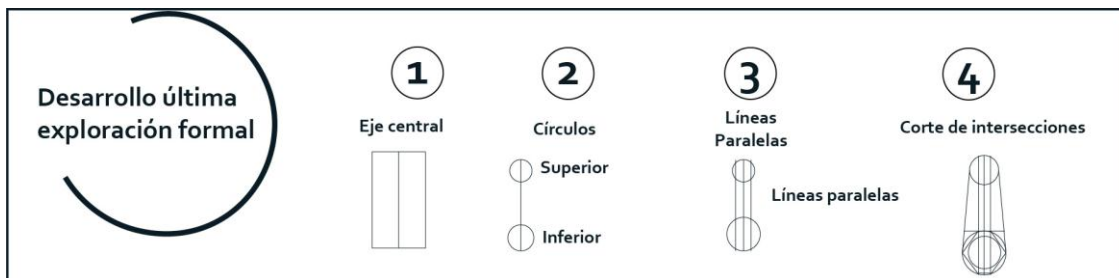 Desarrollo última
exploración formal
1
Eje central
2
Círculos
Superior
Inferior
3
Líneas
Paralelas
Líneas paralelas
4
Corte de intersecciones